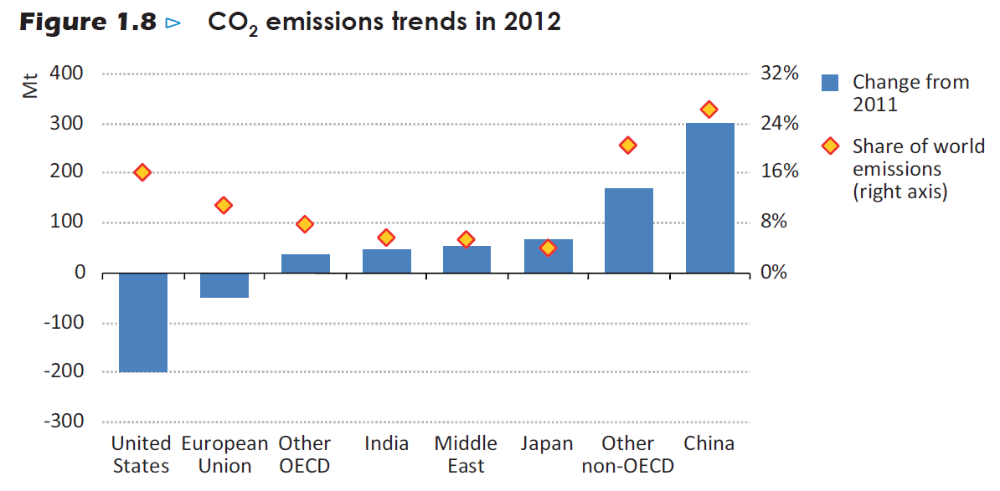 Figure 1.8 ▻ CO₂ emissions trends in 2012
Mt
400
300
200
100
0
-100
-200
-300
32%
24%
16%
8%
0%
Change from
2011
Share of world
emissions
(right axis)
United States
European Union
Other OECD
India
Middle East
Japan
Other non-OECD
China